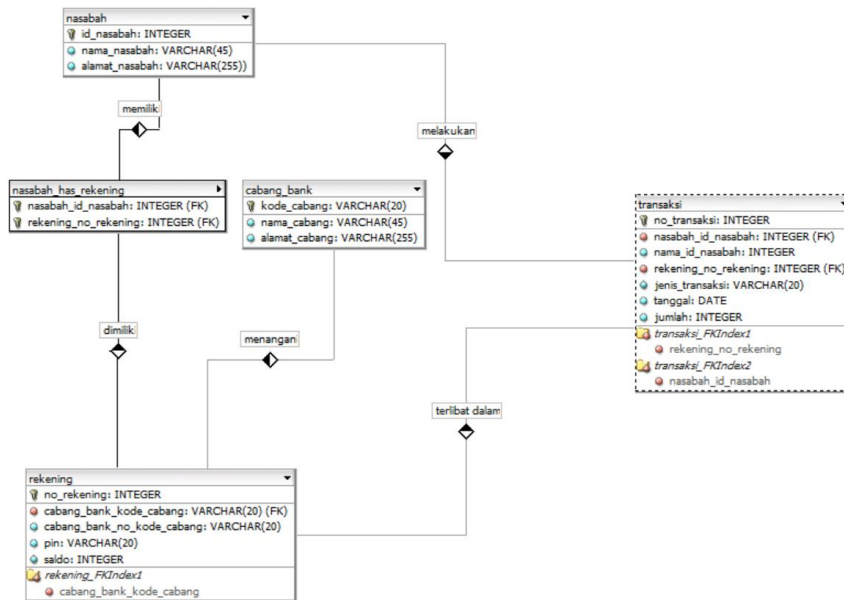 nasabah
id_nasabah: INTEGER
nama_nasabah: VARCHAR(45)
alamat_nasabah: VARCHAR(255))
memilik
melakukan
nasabah_has_rekening
nasabah_id_nasabah: INTEGER (FK)
rekening_no_rekening: INTEGER (FK)
cabang_bank
kode_cabang: VARCHAR(20)
nama_cabang: VARCHAR(45)
alamat_cabang: VARCHAR(255)
transaksi
no_transaksi: INTEGER
nasabah_id_nasabah: INTEGER (FK)
nama_id_nasabah: INTEGER
rekening_no_rekening: INTEGER (FK)
jenis_transaksi: VARCHAR(20)
tanggal: DATE
jumlah: INTEGER
transaksi_FKIndex1
rekening_no_rekening
transaksi_FKIndex2
nasabah_id_nasabah
dimilik
menangani
terlibat dalam
rekening
no_rekening: INTEGER
cabang_bank_kode_cabang: VARCHAR(20) (FK)
cabang_bank_no_kode_cabang: VARCHAR(20)
pin: VARCHAR(20)
saldo: INTEGER
rekening_FKIndex1
cabang_bank_kode_cabang